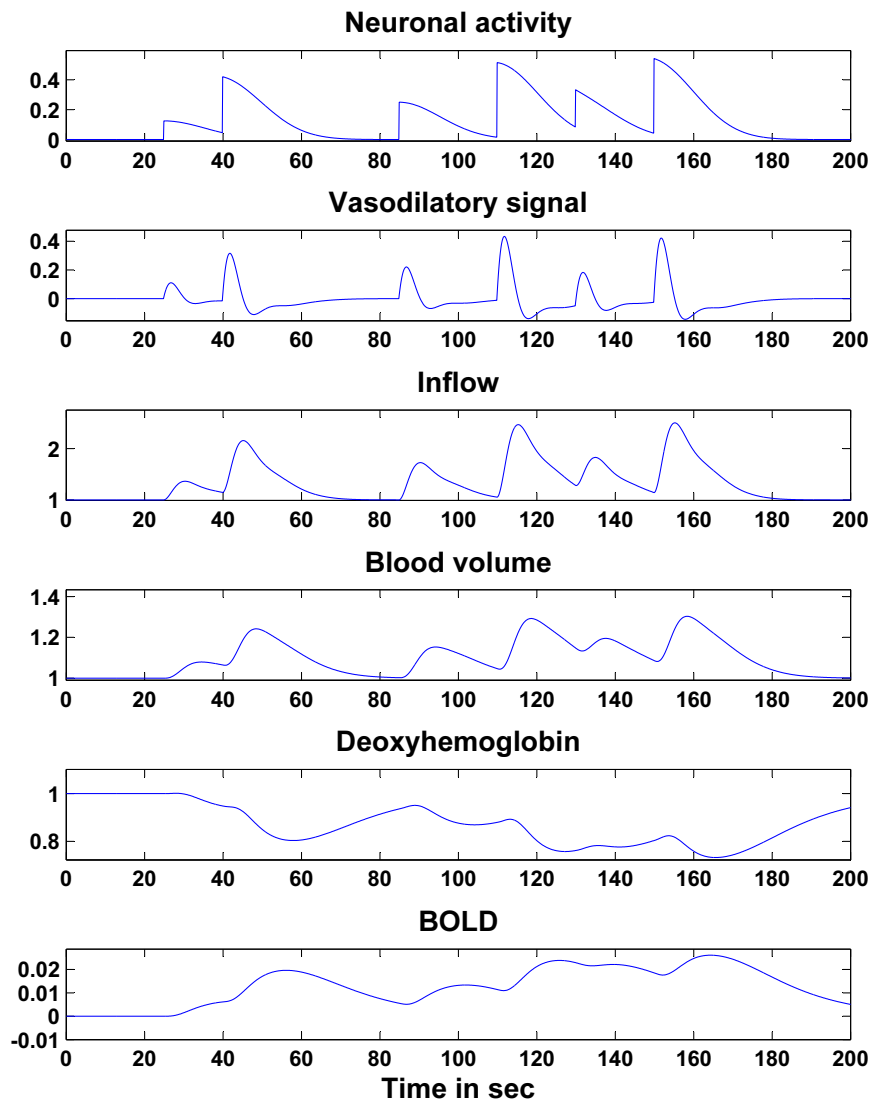 Neuronal activity
0.4
0.2
0
0 20 40 60 80 100 120 140 160 180 200
Vasodilatory signal
0.4
0.2
0
0 20 40 60 80 100 120 140 160 180 200
Inflow
2
1
0 20 40 60 80 100 120 140 160 180 200
Blood volume
1.4
1.2
1
0 20 40 60 80 100 120 140 160 180 200
Deoxyhemoglobin
1
0.8
0 20 40 60 80 100 120 140 160 180 200
BOLD
0.02
0.01
0
-0.01
0 20 40 60 80 100 120 140 160 180 200
Time in sec